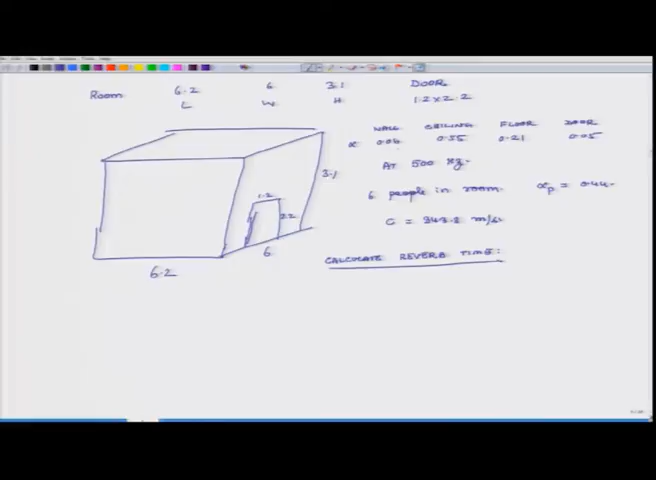 Room 6.2 6 3.1 DOOR
L W H 1.2 x 2.2
WALL CEILING FLOOR DOOR
α 0.04 0.55 0.21 0.05
AT 500 Hz.
6 people in room. αp = 0.44.
C = 343.2 m/s.
CALCULATE REVERB TIME:
3.1
1.2
2.2
6
6.2